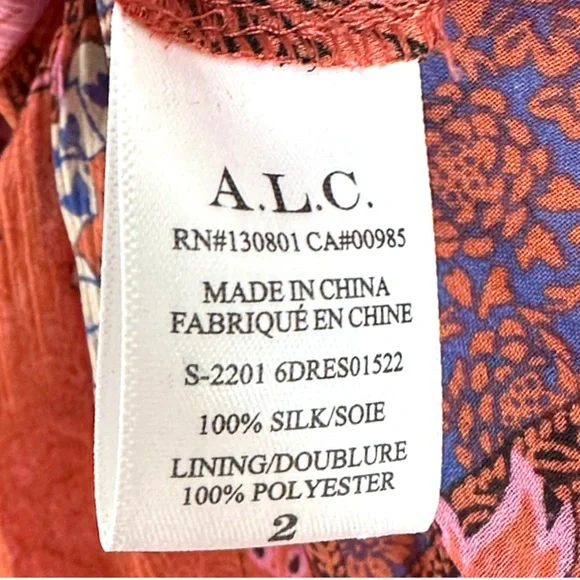 A.L.C.
RN#130801 CA#00985
MADE IN CHINA
FABRIQUÉ EN CHINE
S-2201 6DRES01522
100% SILK/SOIE
LINING/DOUBLURE
100% POLYESTER
2